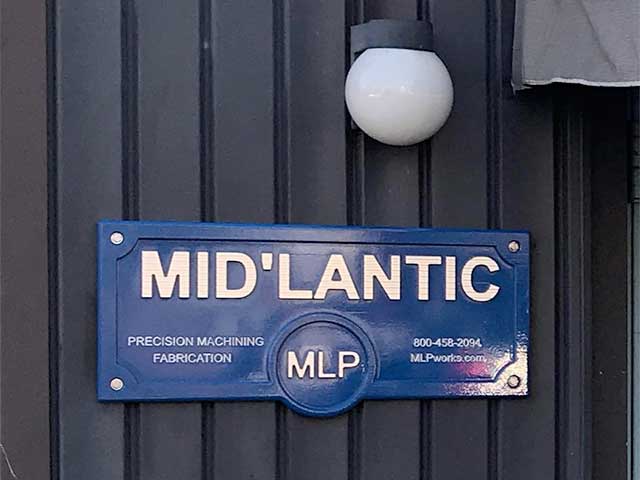 MID'LANTIC
PRECISION MACHINING
FABRICATION
MLP
800-458-2094
MLPworks.com